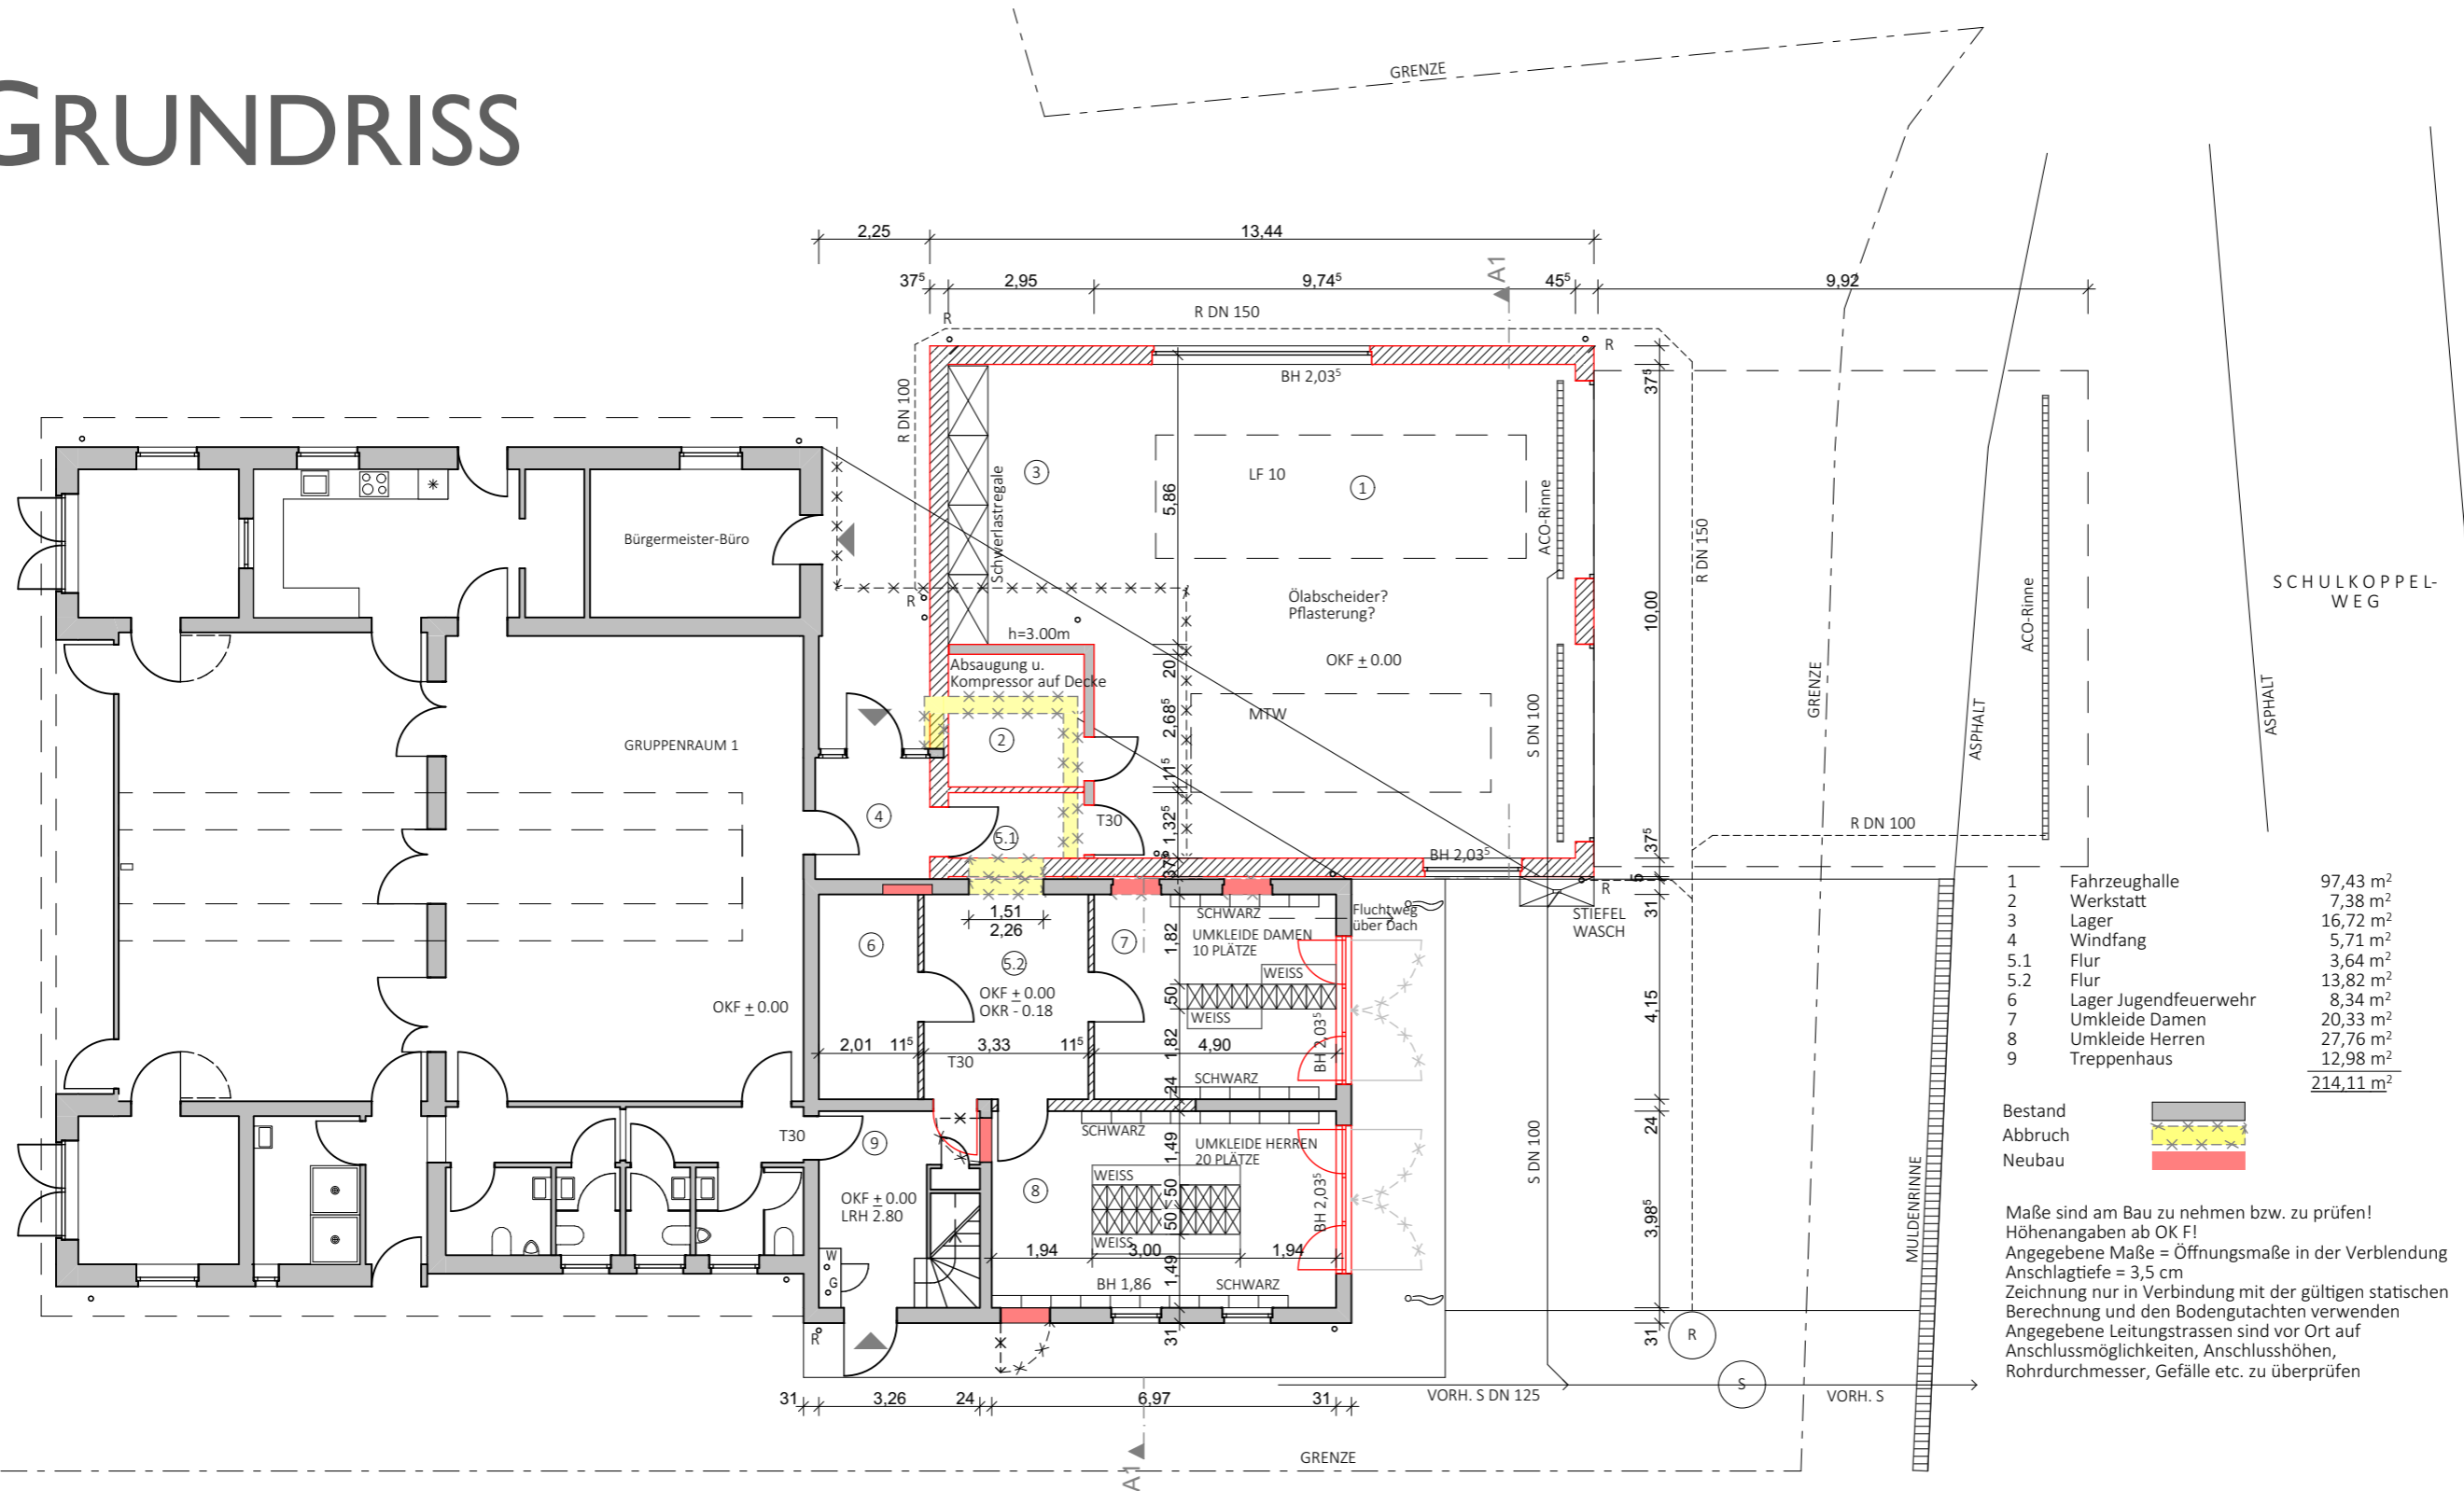 GRUNDRISS
GRENZE
2,25
13,44
37⁵
2,95
9,74⁵
A1
45⁵
9,92
R DN 150
R
R
BH 2,03⁵
37⁵
R DN 100
Schwerlastregale
3
LF 10
1
5,86
ACO-Rinne
R DN 150
Bürgermeister-Büro
R
Ölabscheider?
Pflasterung?
10,00
ACO-Rinne
SCHULKOPPEL-
WEG
h=3.00m
OKF ± 0.00
Absaugung u.
Kompressor auf Decke
20
GRENZE
ASPHALT
ASPHALT
MTW
2,68⁵
S DN 100
GRUPPENRAUM 1
2
11⁵
4
5.1
T30
1,32⁵
37⁵
R DN 100
BH 2,03⁵
37⁵
5
R
1 Fahrzeughalle 97,43 m²
2 Werkstatt 7,38 m²
3 Lager 16,72 m²
4 Windfang 5,71 m²
5.1 Flur 3,64 m²
5.2 Flur 13,82 m²
6 Lager Jugendfeuerwehr 8,34 m²
7 Umkleide Damen 20,33 m²
8 Umkleide Herren 27,76 m²
9 Treppenhaus 12,98 m²
214,11 m²
1,51
2,26
SCHWARZ
Fluchtweg
über Dach
STIEFEL
WASCH
31
6
7
1,82
UMKLEIDE DAMEN
10 PLÄTZE
5.2
WEISS
OKF ± 0.00
OKR - 0.18
50
WEISS
OKF ± 0.00
4,15
2,01
11⁵
3,33
11⁵
1,82
4,90
BH 2,03⁵
T30
24
SCHWARZ
SCHWARZ
T30
9
1,49
UMKLEIDE HERREN
20 PLÄTZE
24
S DN 100
WEISS
8
50
OKF ± 0.00
LRH 2.80
50
BH 2,03⁵
3,98⁵
WEISS
1,94
3,00
1,94
W
G
1,49
BH 1,86
SCHWARZ
MULDENRINNE
R
31
31
R
Bestand
Abbruch
Neubau
Maße sind am Bau zu nehmen bzw. zu prüfen!
Höhenangaben ab OK F!
Angegebene Maße = Öffnungsmaße in der Verblendung
Anschlagtiefe = 3,5 cm
Zeichnung nur in Verbindung mit der gültigen statischen
Berechnung und den Bodengutachten verwenden
Angegebene Leitungstrassen sind vor Ort auf
Anschlussmöglichkeiten, Anschlusshöhen,
Rohrdurchmesser, Gefälle etc. zu überprüfen
31
3,26
24
6,97
31
VORH. S DN 125
S
VORH. S
A1
GRENZE